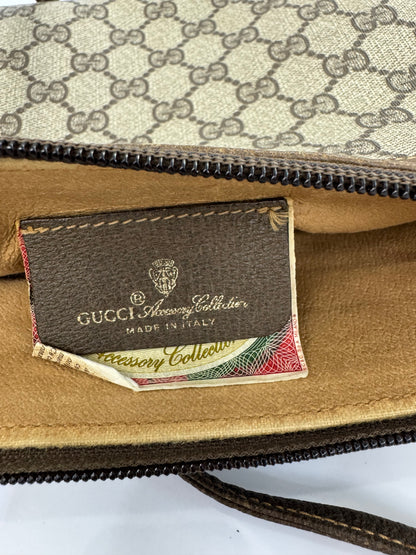 ®
GUCCI Accessory Collection
MADE IN ITALY
Accessory Collection